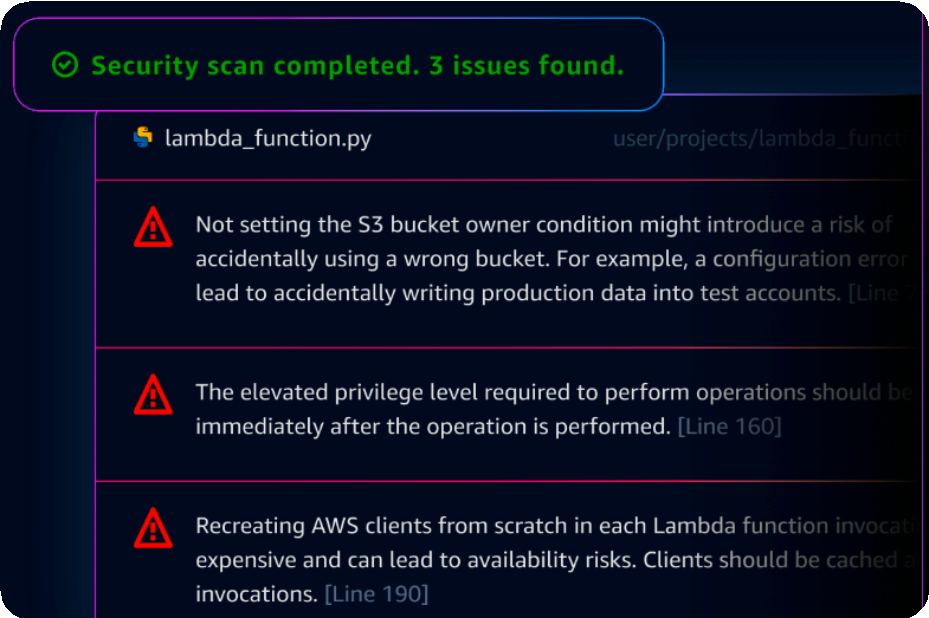 Security scan completed. 3 issues found.
lambda_function.py
user/projects/lambda_functi
Not setting the S3 bucket owner condition might introduce a risk of
accidentally using a wrong bucket. For example, a configuration error
lead to accidentally writing production data into test accounts. [Line
The elevated privilege level required to perform operations should be
immediately after the operation is performed. [Line 160]
Recreating AWS clients from scratch in each Lambda function invocati
expensive and can lead to availability risks. Clients should be cached
invocations. [Line 190]